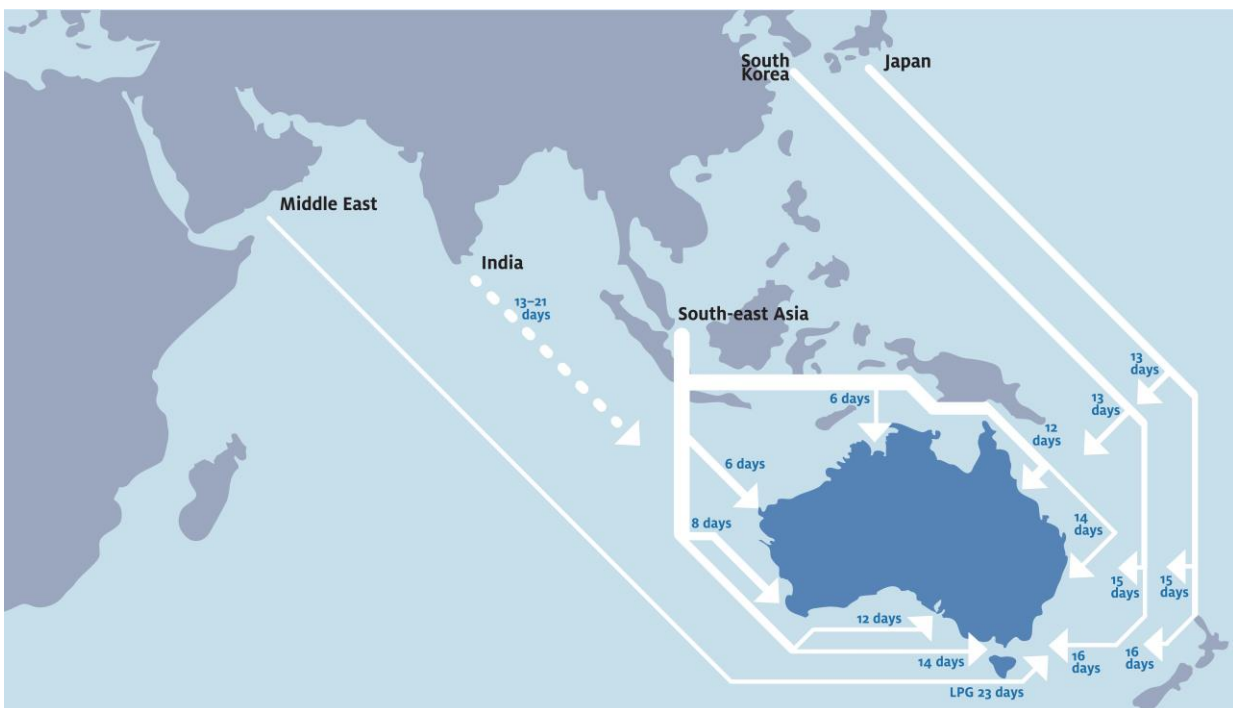 South
Korea
Japan
Middle East
India
13–21
days
South-east Asia
13
days
6 days
13
days
12
days
6 days
8 days
14
days
15
days
15
days
12 days
14 days
16
days
16
days
LPG 23 days